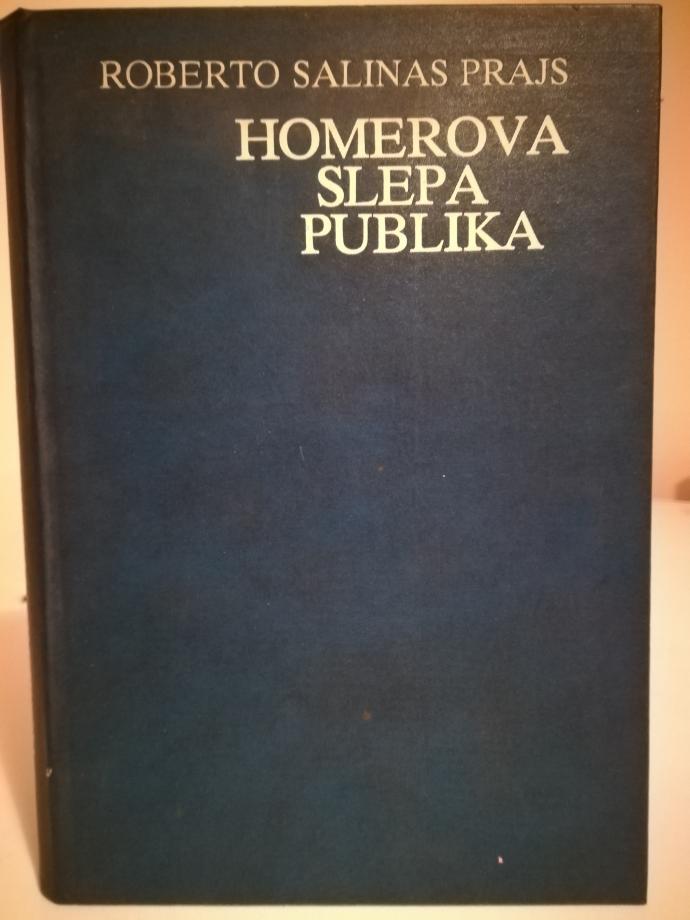 ROBERTO SALINAS PRAJS
HOMEROVA
SLEPA
PUBLIKA